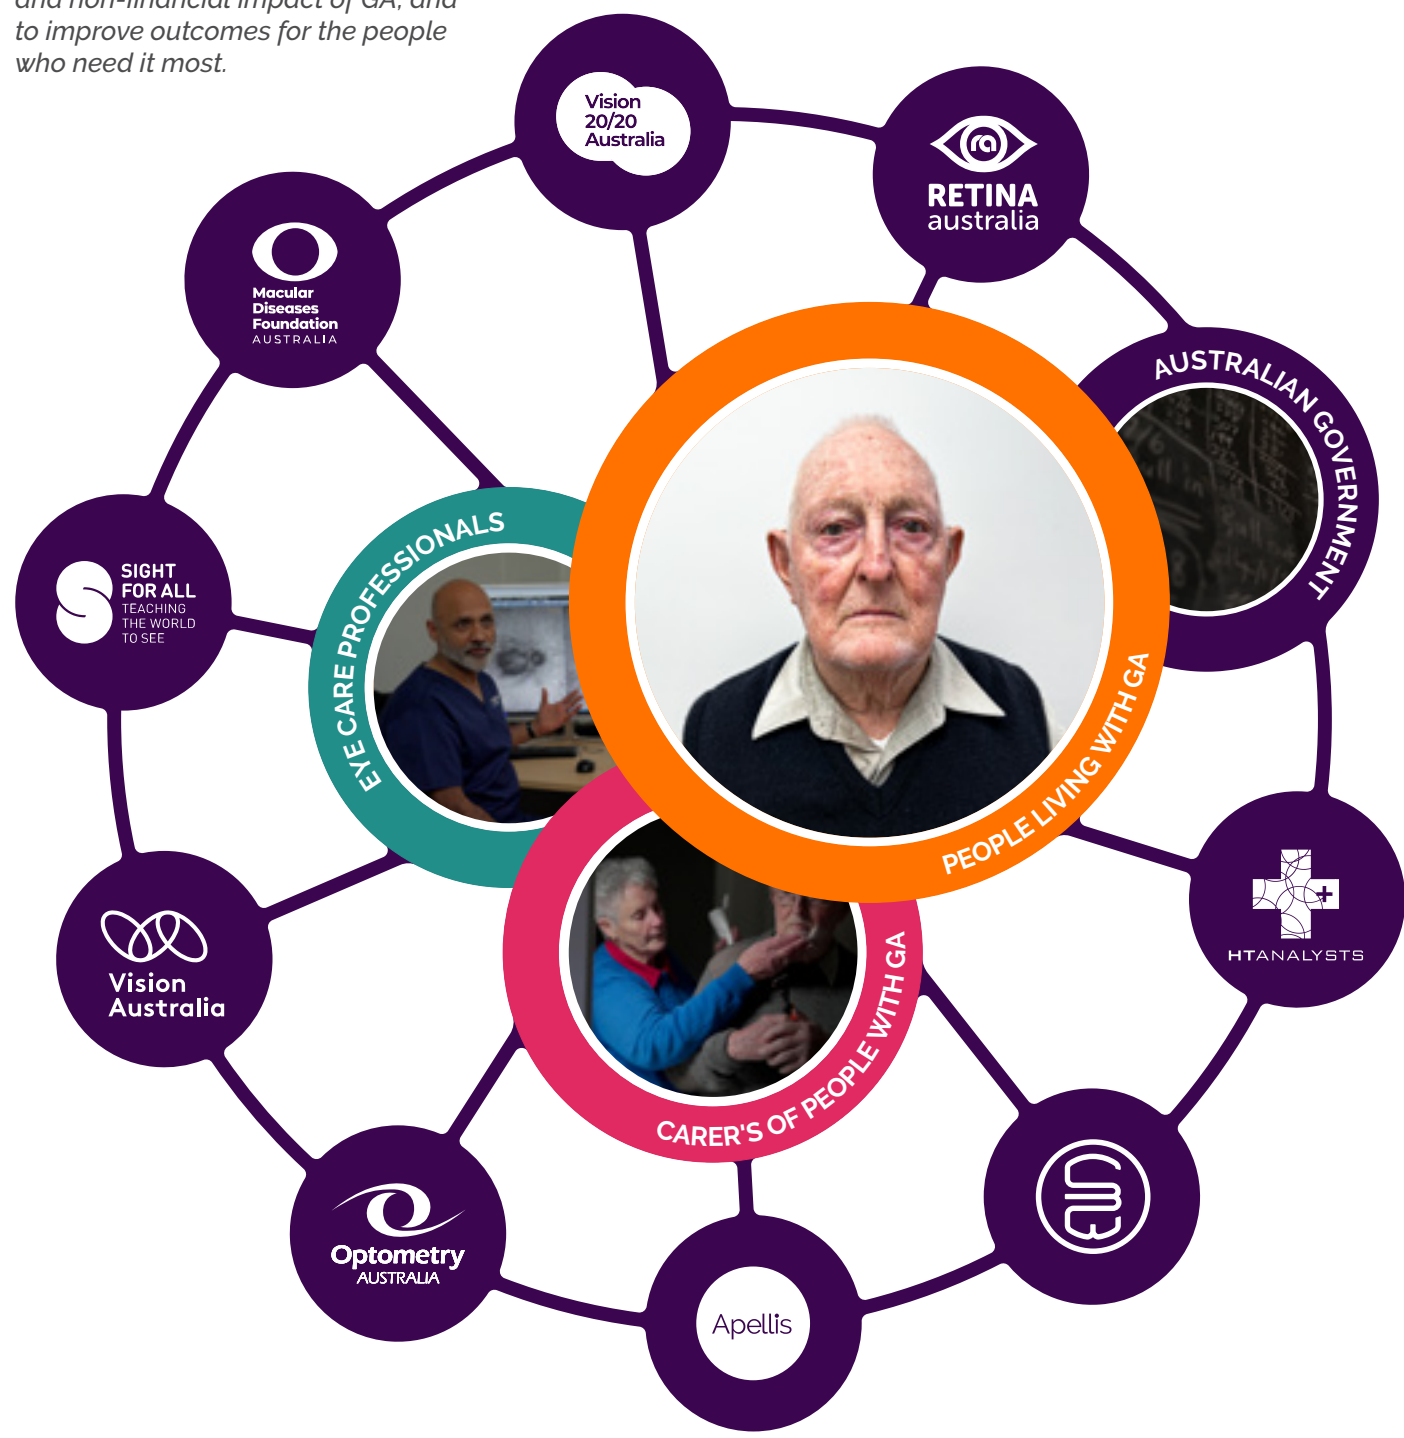 and non-financial impact of GA, and
to improve outcomes for the people
who need it most.
Vision
20/20
Australia
ra
RETINA
australia
Macular
Diseases
Foundation
AUSTRALIA
AUSTRALIAN GOVERNMENT
EYE CARE PROFESSIONALS
SIGHT
FOR ALL
TEACHING
THE WORLD
TO SEE
PEOPLE LIVING WITH GA
HTANALYSTS
Vision
Australia
CARER'S OF PEOPLE WITH GA
Optometry
AUSTRALIA
Apellis